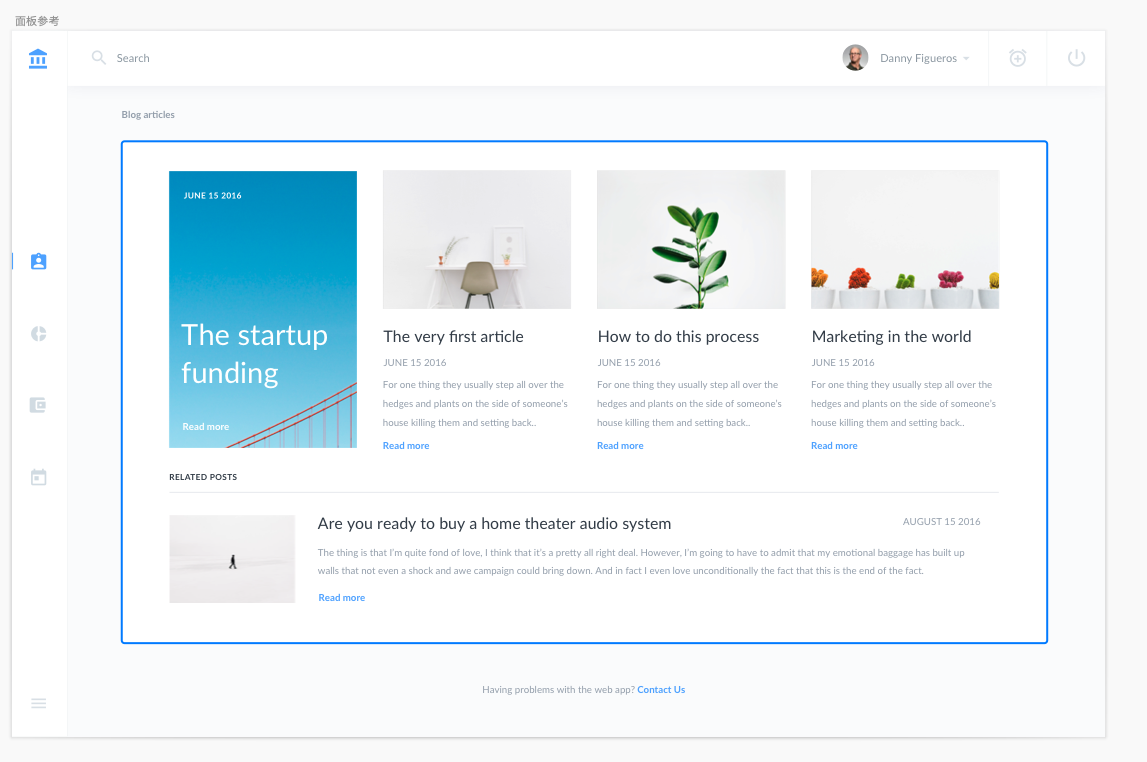 面板参考
Search
Danny Figueros
Blog articles
JUNE 15 2016
The startup
funding
Read more
The very first article
JUNE 15 2016
For one thing they usually step all over the
hedges and plants on the side of someone's
house killing them and setting back..
Read more
How to do this process
JUNE 15 2016
For one thing they usually step all over the
hedges and plants on the side of someone's
house killing them and setting back..
Read more
Marketing in the world
JUNE 15 2016
For one thing they usually step all over the
hedges and plants on the side of someone's
house killing them and setting back..
Read more
RELATED POSTS
Are you ready to buy a home theater audio system
AUGUST 15 2016
The thing is that I'm quite fond of love, I think that it's a pretty all right deal. However, I'm going to have to admit that my emotional baggage has built up
walls that not even a shock and awe campaign could bring down. And in fact I even love unconditionally the fact that this is the end of the fact.
Read more
Having problems with the web app? Contact Us